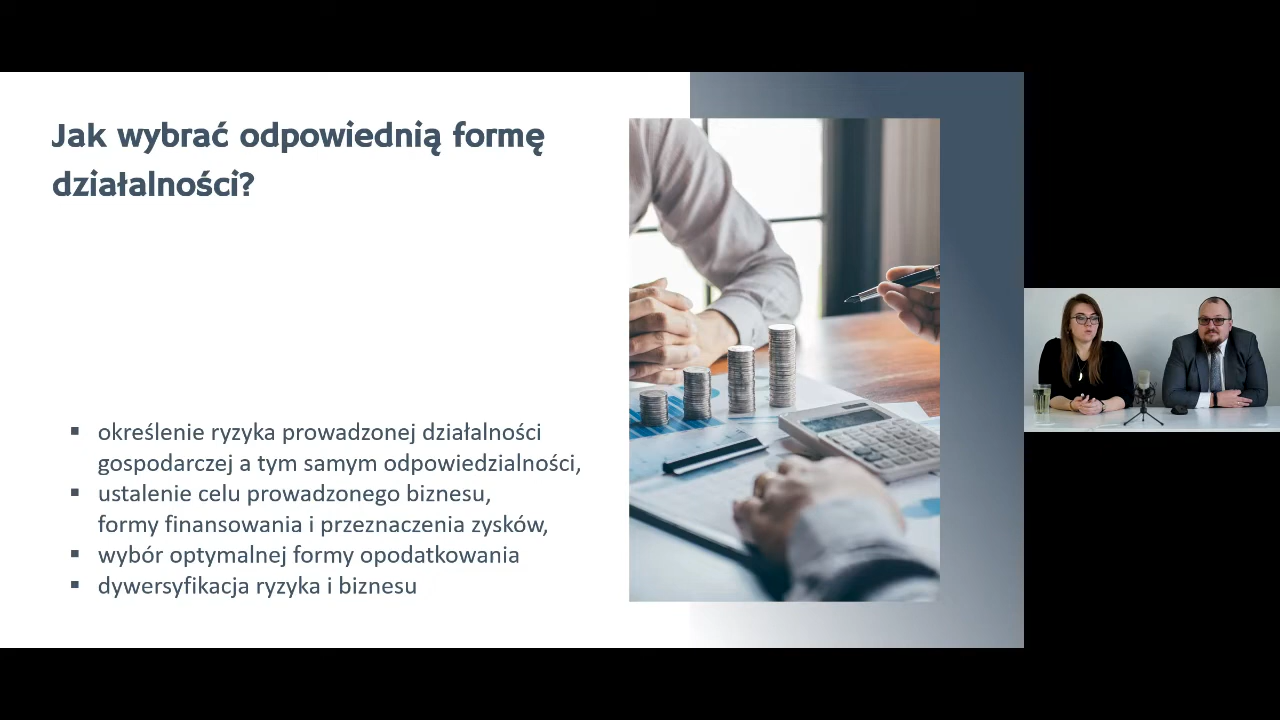 Jak wybrać odpowiednią formę
działalności?
▪ określenie ryzyka prowadzonej działalności
gospodarczej a tym samym odpowiedzialności,
▪ ustalenie celu prowadzonego biznesu,
formy finansowania i przeznaczenia zysków,
▪ wybór optymalnej formy opodatkowania
▪ dywersyfikacja ryzyka i biznesu